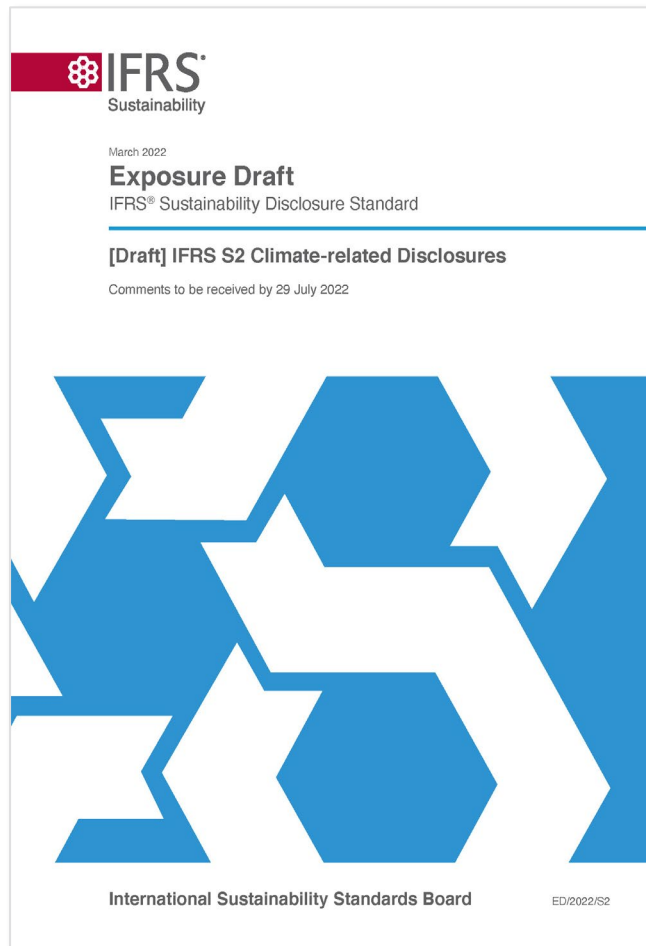 IFRS®
Sustainability
March 2022
Exposure Draft
IFRS® Sustainability Disclosure Standard
[Draft] IFRS S2 Climate-related Disclosures
Comments to be received by 29 July 2022
International Sustainability Standards Board
ED/2022/S2